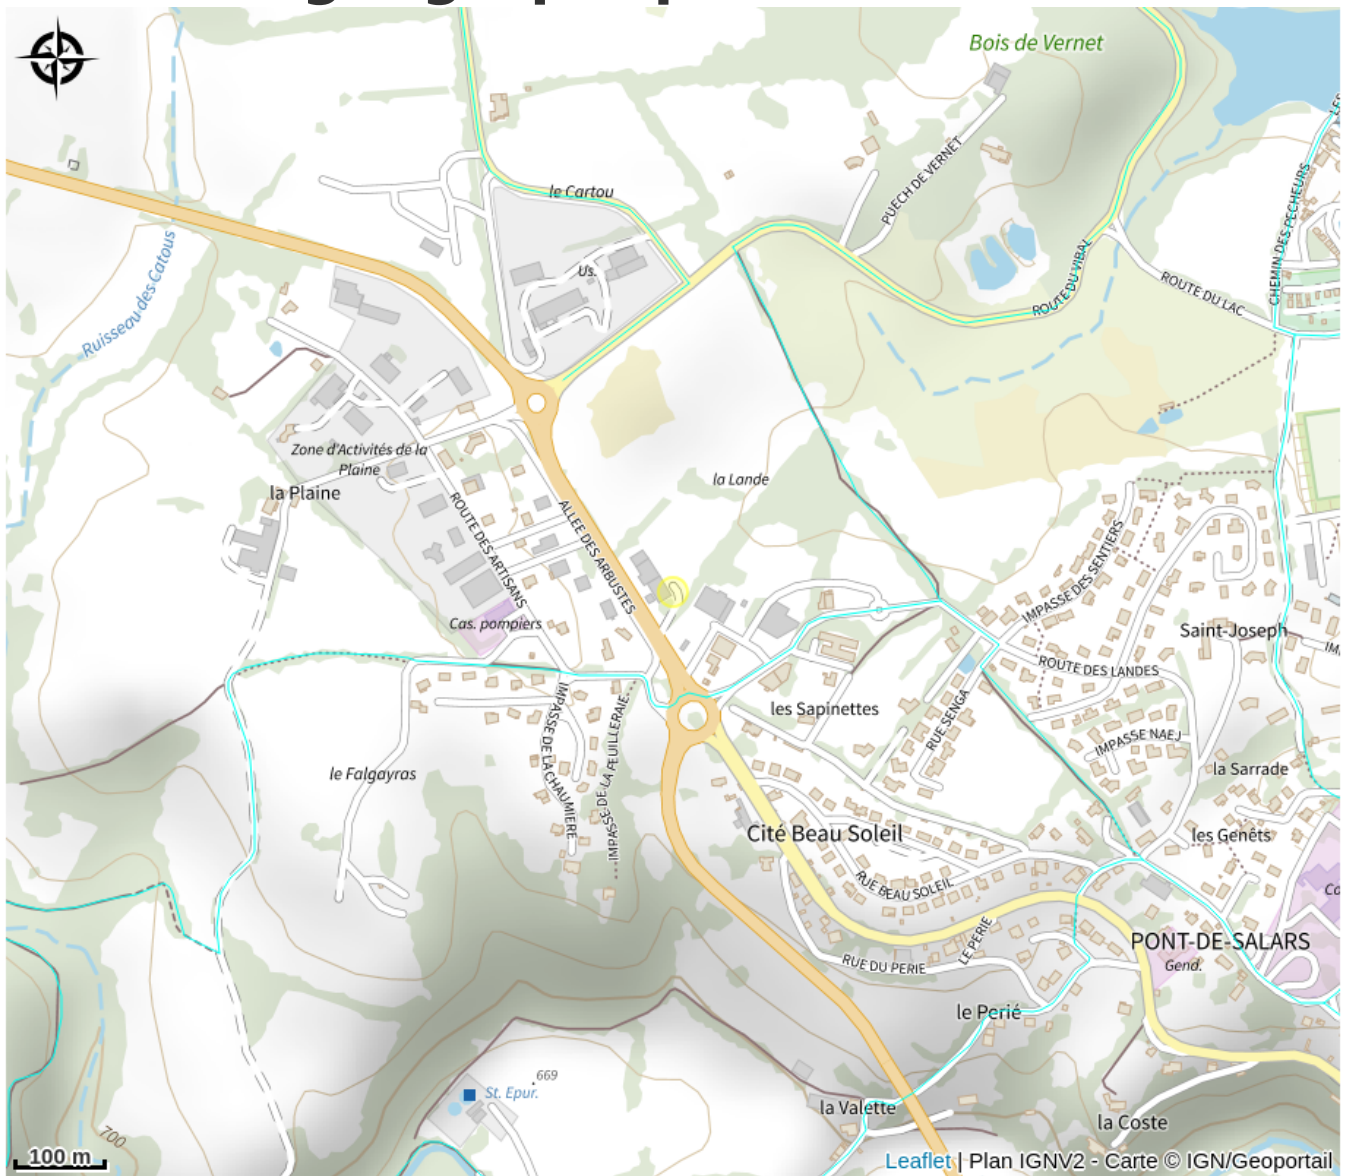 Bois de Vernet
PUECH DE VERNET
le Cartou
CHEMIN DES PECHEURS
Ruisseau des Catous
Us.
ROUTE DU VIBAL
ROUTE DU LAC
Zone d'Activités de la
Plaine
la Plaine
la Lande
ROUTE DES ARTISANS
ALLEE DES ARBUSTES
IMPASSE DES SENTIERS
Cas. pompiers
Saint-Joseph
ROUTE DES LANDES
les Sapinettes
RUE SENGA
IMPASSE NAEJ
IMPASSE DE LA CHAUMIERE
IMPASSE DE LA FEUILLERAIE
le Falgayras
la Sarrade
Cité Beau Soleil
les Genêts
RUE BEAU SOLEIL
LE PERIE
PONT-DE-SALARS
Gend.
RUE DU PERIE
le Perié
669
St. Epur.
la Valette
la Coste
700
100 m
Leaflet | Plan IGNV2 - Carte © IGN/Geoportail